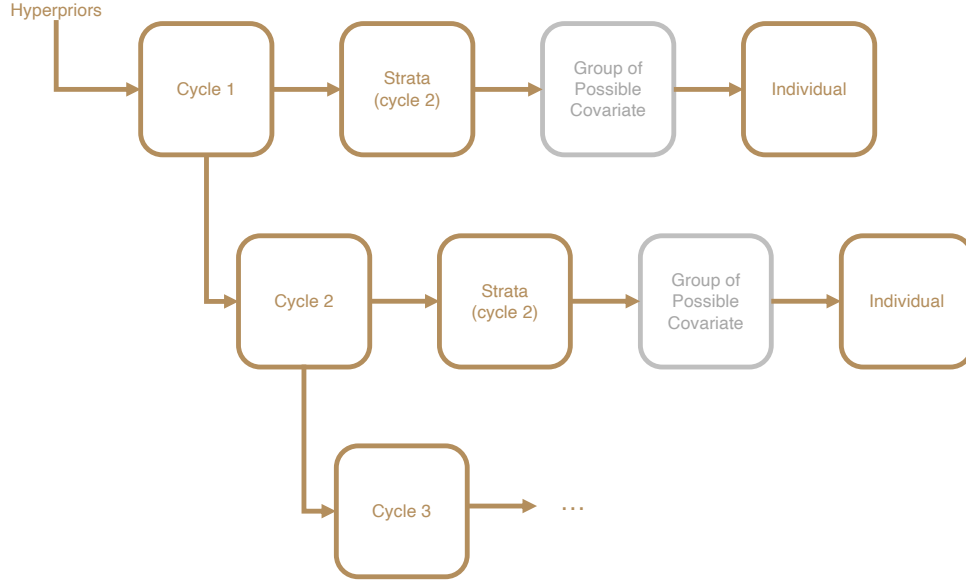 Hyperpriors
Cycle 1
Strata
(cycle 2)
Group of
Possible
Covariate
Individual
Cycle 2
Strata
(cycle 2)
Group of
Possible
Covariate
Individual
Cycle 3
...